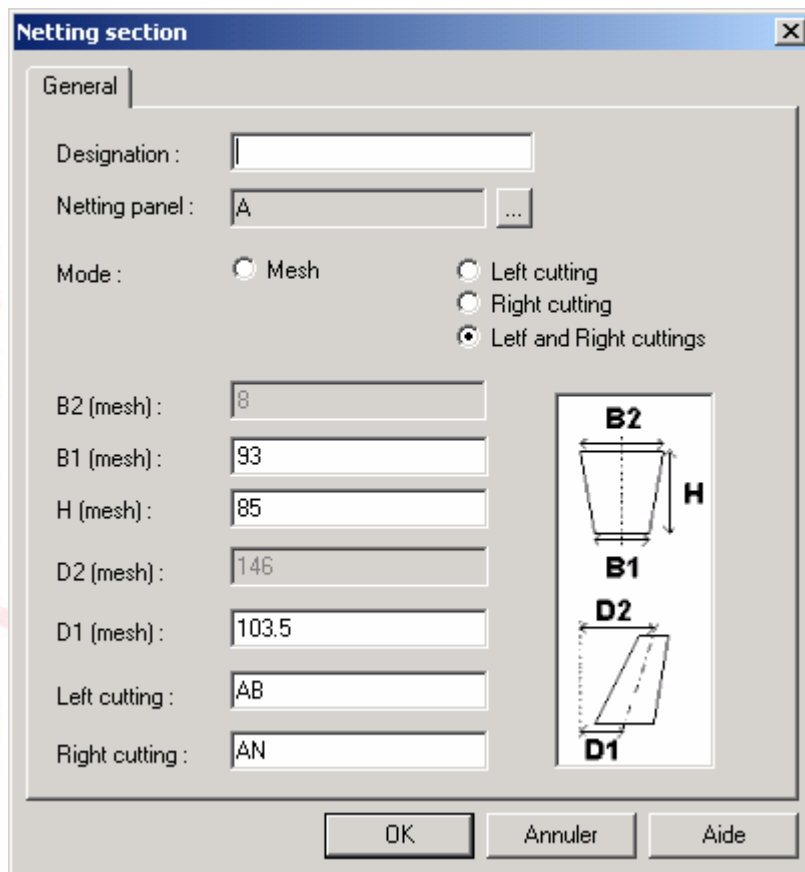 Netting section
General
Designation :
Netting panel : A ...
Mode : Mesh Left cutting
Right cutting
Letf and Right cuttings
B2 (mesh) : 8
B1 (mesh) : 93
H (mesh) : 85
D2 (mesh) : 146
D1 (mesh) : 103.5
Left cutting : AB
Right cutting : AN
B2
H
B1
D2
D1
OK Annuler Aide